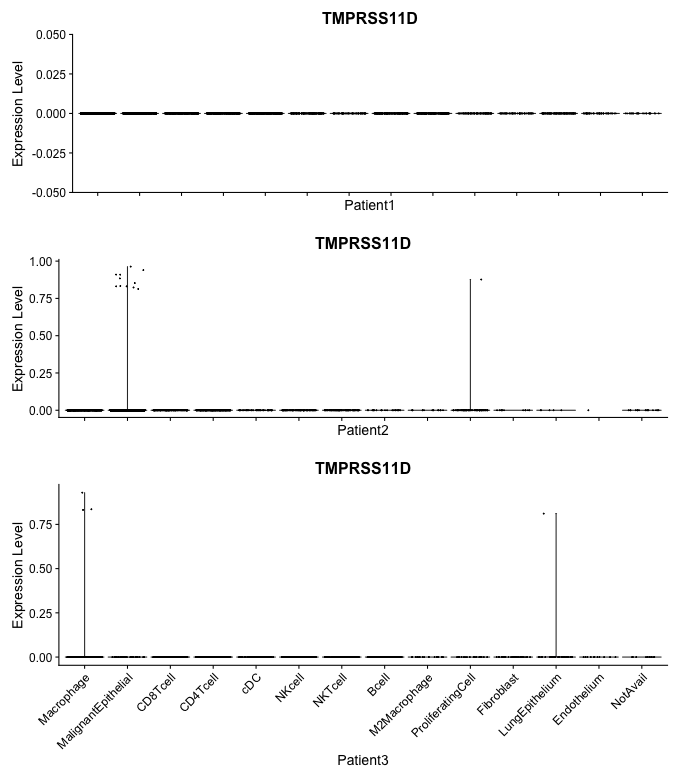 TMPRSS11D
Expression Level
0.050
0.025
0.000
-0.025
-0.050
Patient1
TMPRSS11D
Expression Level
1.00
0.75
0.50
0.25
0.00
Patient2
TMPRSS11D
Expression Level
0.75
0.50
0.25
0.00
Macrophage
MalignantEpithelial
CD8Tcell
CD4Tcell
cDC
NKcell
NKTcell
Bcell
M2Macrophage
ProliferatingCell
Fibroblast
LungEpithelium
Endothelium
NotAvail
Patient3